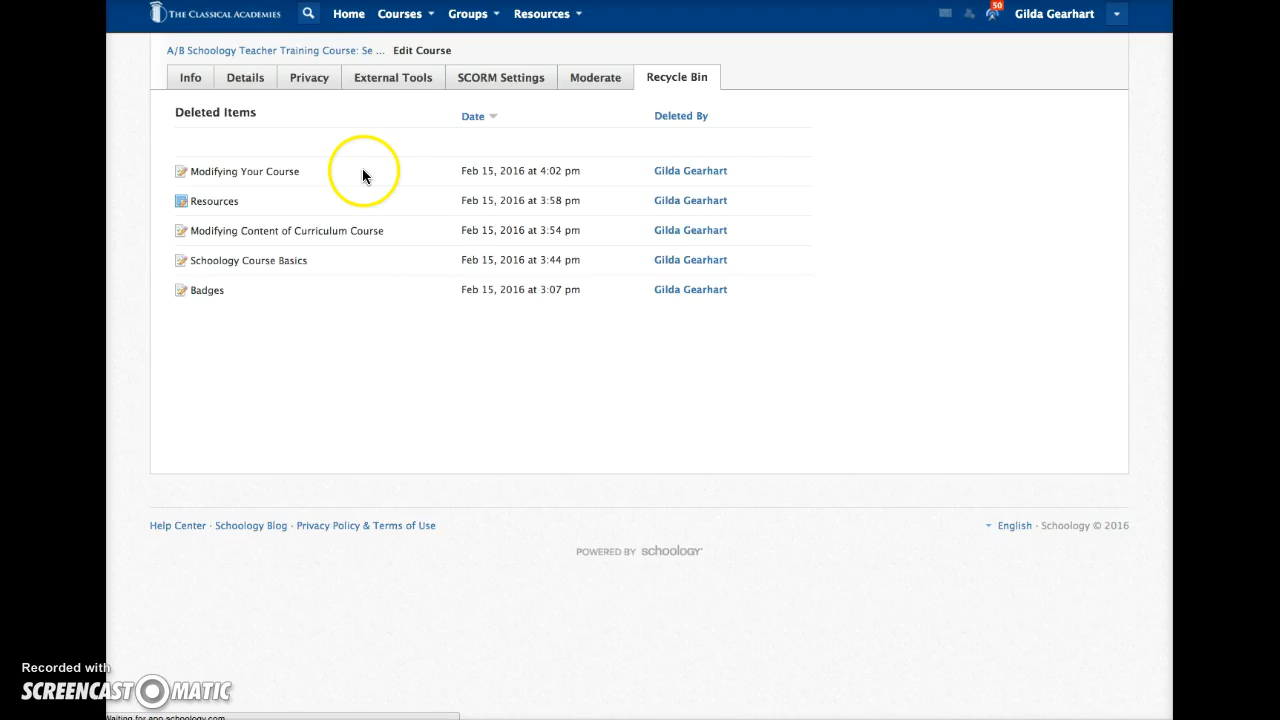 THE CLASSICAL ACADEMIES Home Courses Groups Resources 50 Gilda Gearhart
A/B Schoology Teacher Training Course: Se ... Edit Course
Info Details Privacy External Tools SCORM Settings Moderate Recycle Bin
Deleted Items Date Deleted By
Modifying Your Course Feb 15, 2016 at 4:02 pm Gilda Gearhart
Resources Feb 15, 2016 at 3:58 pm Gilda Gearhart
Modifying Content of Curriculum Course Feb 15, 2016 at 3:54 pm Gilda Gearhart
Schoology Course Basics Feb 15, 2016 at 3:44 pm Gilda Gearhart
Badges Feb 15, 2016 at 3:07 pm Gilda Gearhart
Help Center · Schoology Blog · Privacy Policy & Terms of Use English · Schoology © 2016
POWERED BY schoology
Recorded with
SCREENCAST-O-MATIC
Waiting for app.schoology.com